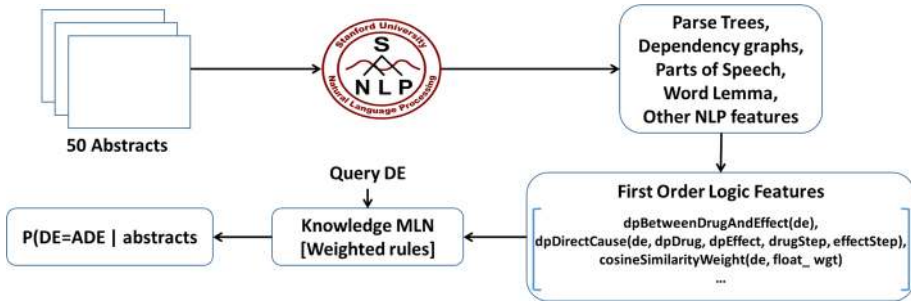 50 Abstracts
Stanford University
S
NLP
Natural Language Processing
Parse Trees,
Dependency graphs,
Parts of Speech,
Word Lemma,
Other NLP features
First Order Logic Features
dpBetweenDrugAndEffect(de),
dpDirectCause(de, dpDrug, dpEffect, drugStep, effectStep),
cosineSimilarityWeight(de, float_ wgt)
...
Query DE
Knowledge MLN
[Weighted rules]
P(DE=ADE | abstracts